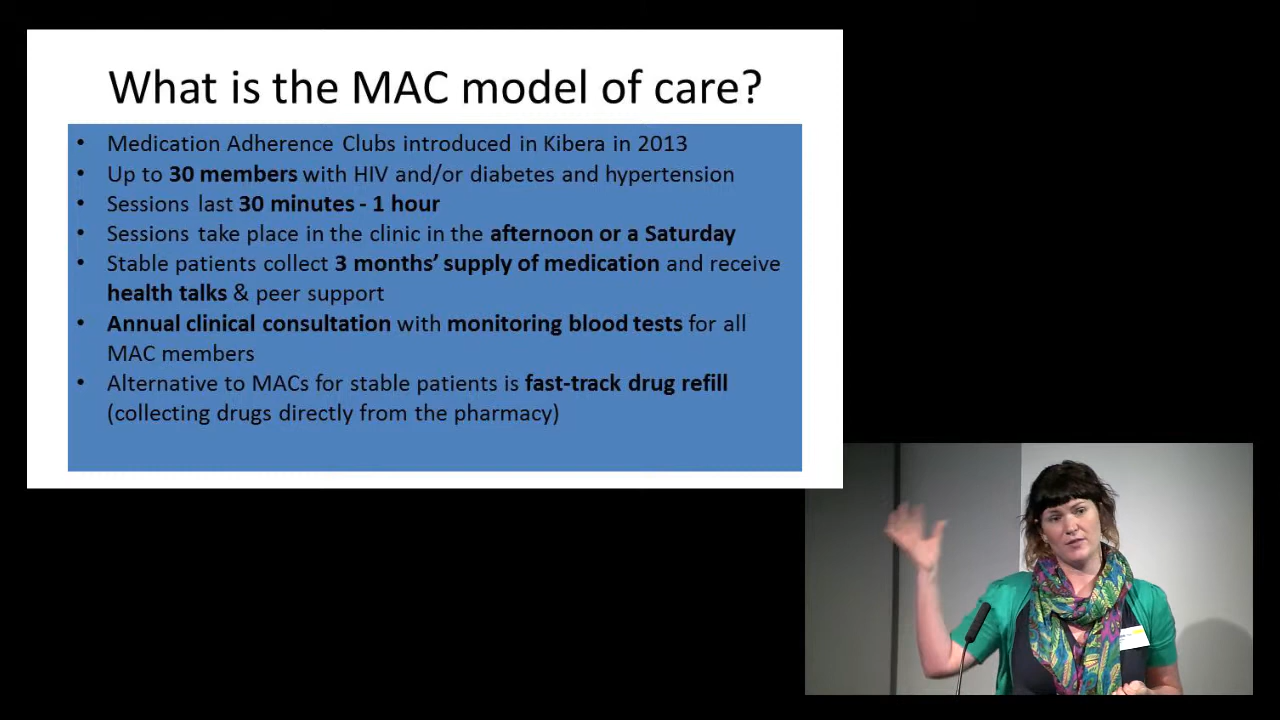 What is the MAC model of care?
• Medication Adherence Clubs introduced in Kibera in 2013
• Up to 30 members with HIV and/or diabetes and hypertension
• Sessions last 30 minutes - 1 hour
• Sessions take place in the clinic in the afternoon or a Saturday
• Stable patients collect 3 months' supply of medication and receive
health talks & peer support
• Annual clinical consultation with monitoring blood tests for all
MAC members
• Alternative to MACs for stable patients is fast-track drug refill
(collecting drugs directly from the pharmacy)